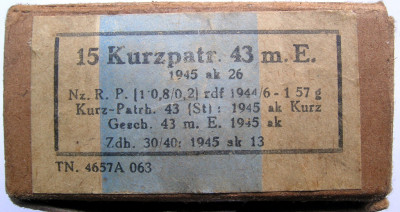 15 Kurzpatr. 43 m. E.
1945 ak 26
Nz. R. P. (1 0,8/0,2) rdf 1944/6 - 1 57 g
Kurz-Patrh. 43 (St) : 1945 ak Kurz
Gesch. 43 m. E. 1945 ak
Zdh. 30/40: 1945 ak 13
TN. 4657A 063